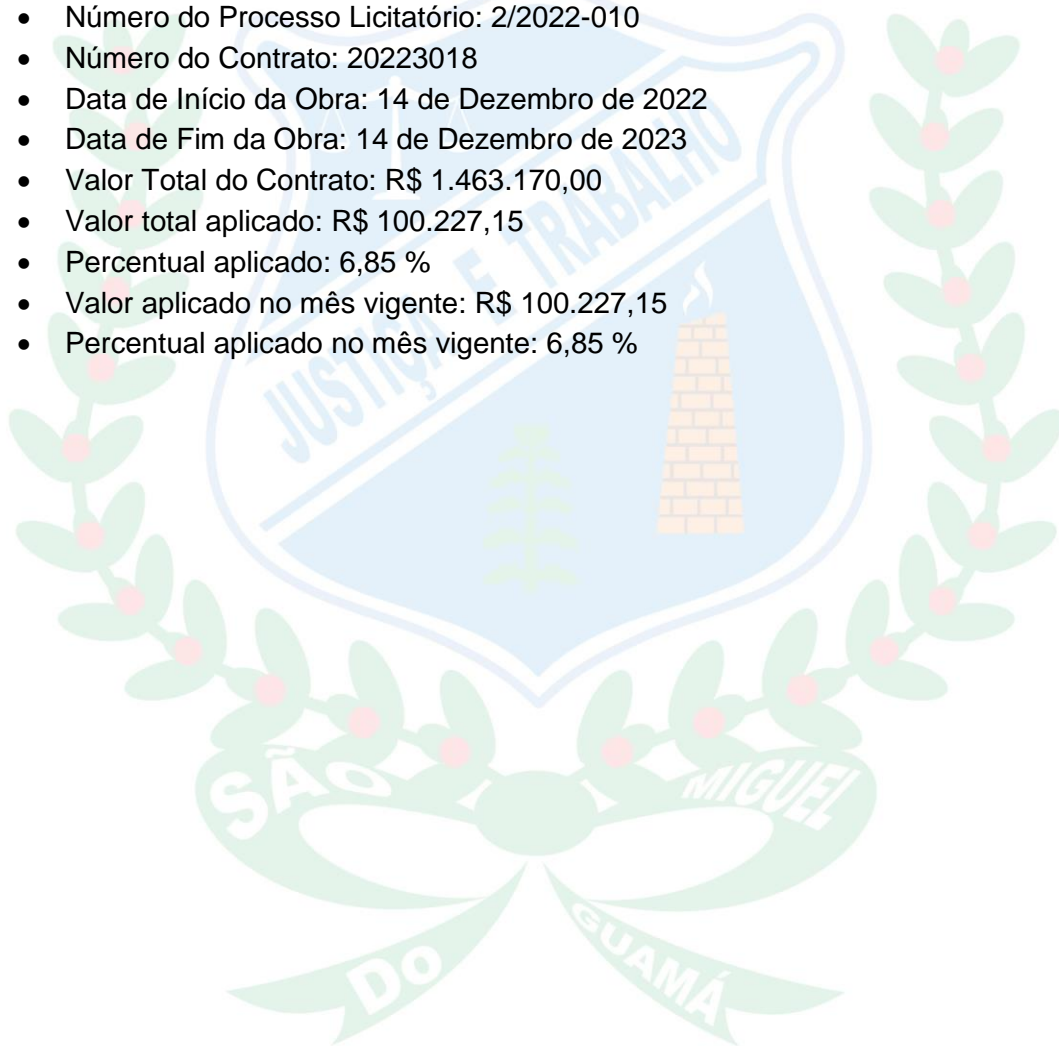 • Número do Processo Licitatório: 2/2022-010
• Número do Contrato: 20223018
• Data de Início da Obra: 14 de Dezembro de 2022
• Data de Fim da Obra: 14 de Dezembro de 2023
• Valor Total do Contrato: R$ 1.463.170,00
• Valor total aplicado: R$ 100.227,15
• Percentual aplicado: 6,85 %
• Valor aplicado no mês vigente: R$ 100.227,15
• Percentual aplicado no mês vigente: 6,85 %
JUSTIÇA E TRABALHO
SÃO MIGUEL
DO GUAMÁ